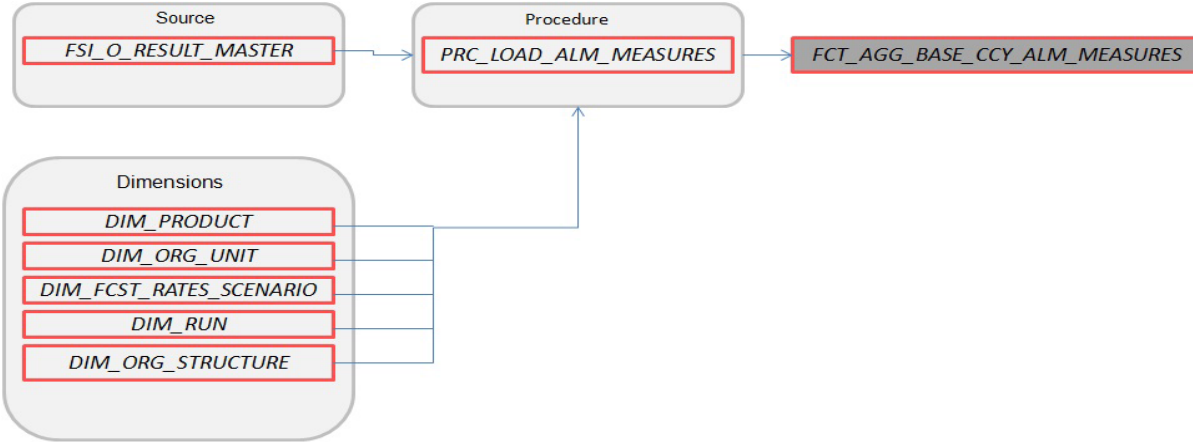 Source
FSI_O_RESULT_MASTER
Procedure
PRC_LOAD_ALM_MEASURES
FCT_AGG_BASE_CCY_ALM_MEASURES
Dimensions
DIM_PRODUCT
DIM_ORG_UNIT
DIM_FCST_RATES_SCENARIO
DIM_RUN
DIM_ORG_STRUCTURE